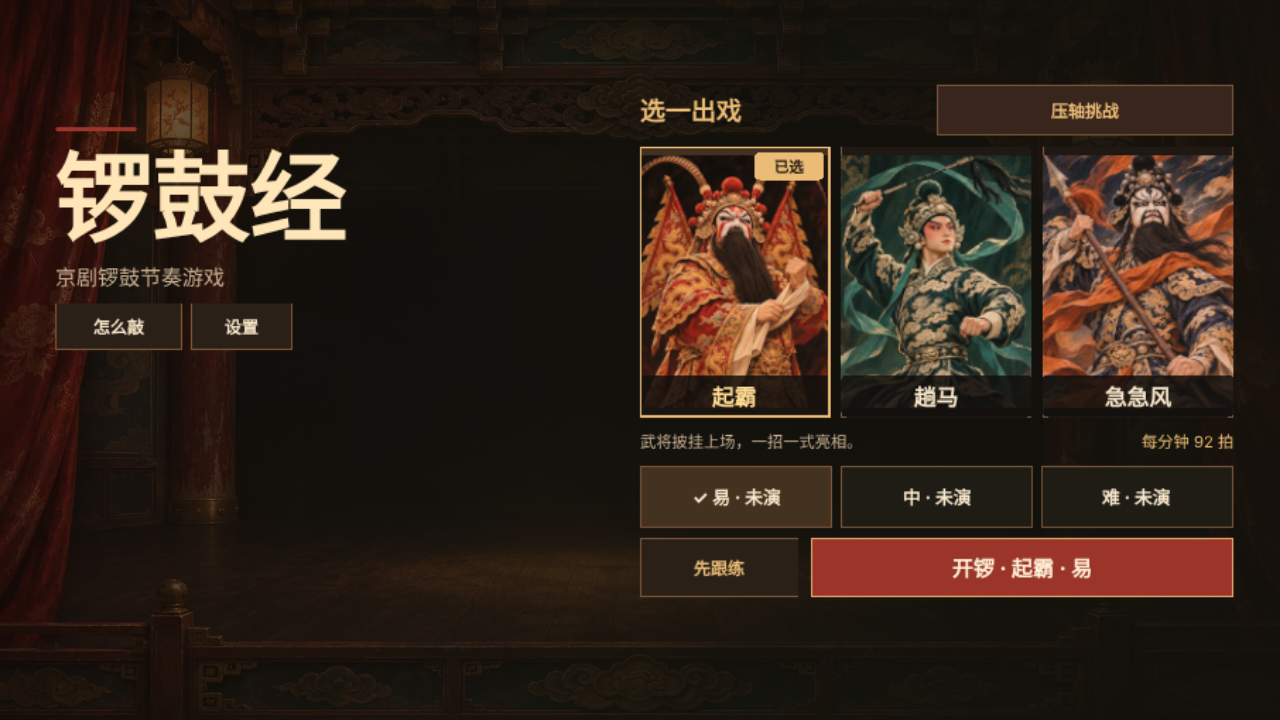 锣鼓经
京剧锣鼓节奏游戏
怎么敲
设置
选一出戏
压轴挑战
已选
起霸
趟马
急急风
武将披挂上场，一招一式亮相。
每分钟 92 拍
✓ 易 · 未演
中 · 未演
难 · 未演
先跟练
开锣 · 起霸 · 易